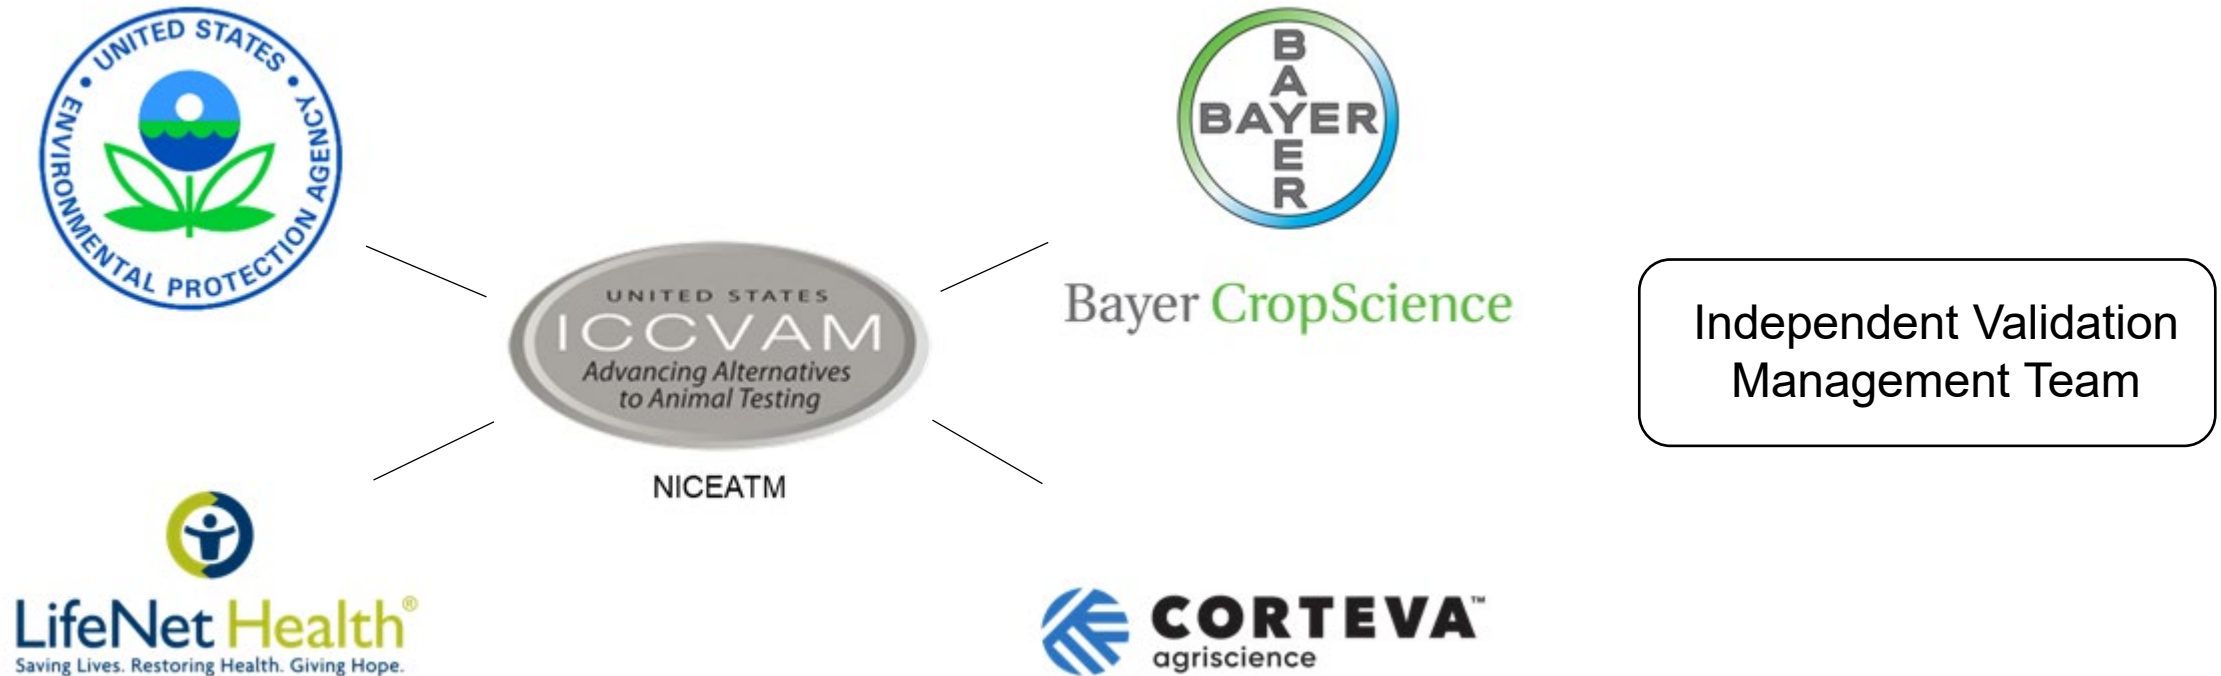 UNITED STATES
ENVIRONMENTAL PROTECTION AGENCY
BAYER
BAYER
Bayer CropScience
UNITED STATES
ICCVAM
Advancing Alternatives
to Animal Testing
NICEATM
Independent Validation
Management Team
LifeNet Health®
Saving Lives. Restoring Health. Giving Hope.
CORTEVA™
agriscience